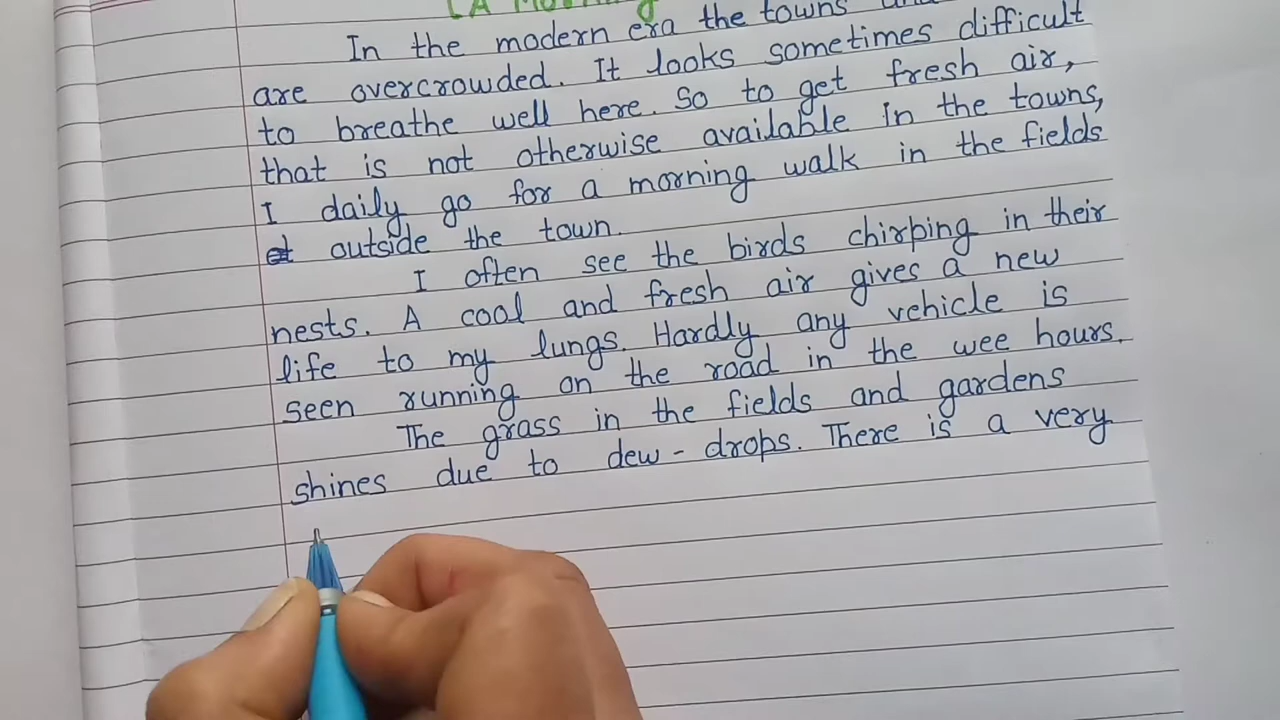 [A Morning
In the modern era the towns and
are overcrowded. It looks sometimes difficult
to breathe well here. So to get fresh air,
that is not otherwise available in the towns,
I daily go for a morning walk in the fields
outside the town.
I often see the birds chirping in their
nests. A cool and fresh air gives a new
life to my lungs. Hardly any vehicle is
seen running on the road in the wee hours.
The grass in the fields and gardens
shines due to dew-drops. There is a very